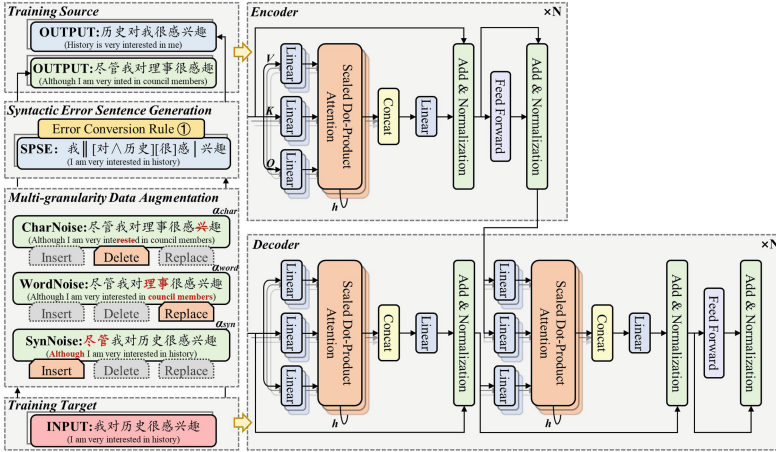 Training Source
OUTPUT:历史对我很感兴趣
(History is very interested in me)
OUTPUT:尽管我对理事很感趣
(Although I am very inted in council members)
Syntactic Error Sentence Generation
Error Conversion Rule ①
SPSE: 我‖[对∧历史][很]感|兴趣
(I am very interested in history)
Multi-granularity Data Augmentation
αchar
CharNoise:尽管我对理事很感兴趣
(Although I am very interested in council members)
Insert Delete Replace
αword
WordNoise:尽管我对理事很感兴趣
(Although I am very interested in council members)
Insert Delete Replace
αsyn
SynNoise:尽管我对历史很感兴趣
(Although I am very interested in history)
Insert Delete Replace
Training Target
INPUT:我对历史很感兴趣
(I am very interested in history)
Encoder
×N
V
K
Q
Linear
Linear
Linear
Scaled Dot-Product
Attention
h
Concat
Linear
Add & Normalization
Feed Forward
Add & Normalization
Decoder
×N
Linear
Linear
Linear
Scaled Dot-Product
Attention
h
Concat
Linear
Add & Normalization
Linear
Linear
Linear
Scaled Dot-Product
Attention
h
Concat
Linear
Add & Normalization
Feed Forward
Add & Normalization